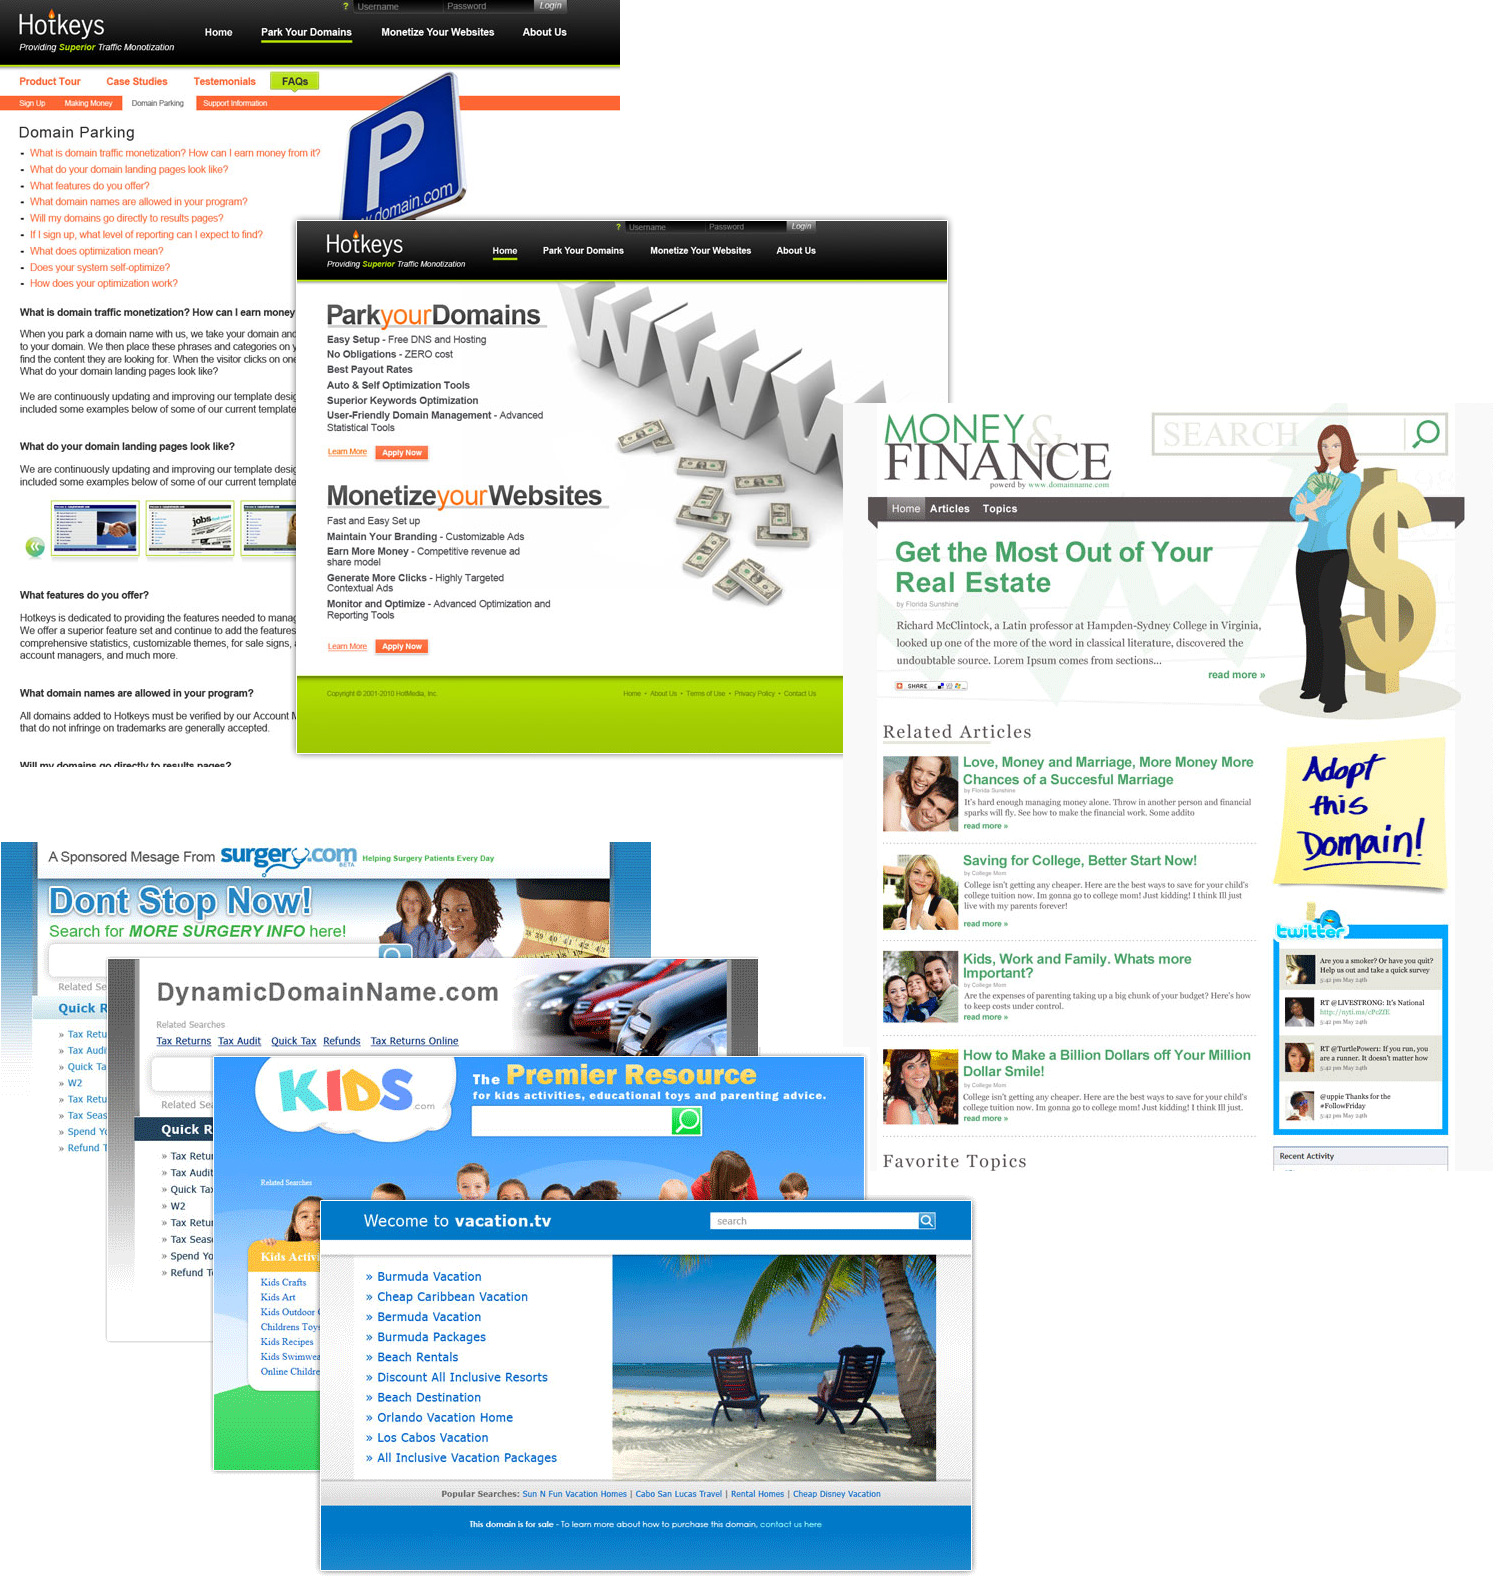 Hotkeys
Providing Superior Traffic Monotization
? Username Password Login
Home Park Your Domains Monetize Your Websites About Us
Product Tour Case Studies Testemonials FAQs
Sign Up Making Money Domain Parking Support Information
Domain Parking
What is domain traffic monetization? How can I earn money from it?
What do your domain landing pages look like?
What features do you offer?
What domain names are allowed in your program?
Will my domains go directly to results pages?
If I sign up, what level of reporting can I expect to find?
What does optimization mean?
Does your system self-optimize?
How does your optimization work?
P
.domain.com
What is domain traffic monetization? How can I earn money
When you park a domain name with us, we take your domain and
to your domain. We then place these phrases and categories on y
find the content they are looking for. When the visitor clicks on one
What do your domain landing pages look like?
We are continuously updating and improving our template desig
included some examples below of some of our current template
What do your domain landing pages look like?
We are continuously updating and improving our template desig
included some examples below of some of our current template
jobs
What features do you offer?
Hotkeys is dedicated to providing the features needed to manag
We offer a superior feature set and continue to add the features
comprehensive statistics, customizable themes, for sale signs,
account managers, and much more.
What domain names are allowed in your program?
All domains added to Hotkeys must be verified by our Account M
that do not infringe on trademarks are generally accepted.
Will my domains go directly to results pages?
Hotkeys
Providing Superior Traffic Monotization
? Username Password Login
Home Park Your Domains Monetize Your Websites About Us
ParkyourDomains
Easy Setup - Free DNS and Hosting
No Obligations - ZERO cost
Best Payout Rates
Auto & Self Optimization Tools
Superior Keywords Optimization
User-Friendly Domain Management - Advanced
Statistical Tools
Learn More Apply Now
MonetizeyourWebsites
Fast and Easy Set up
Maintain Your Branding - Customizable Ads
Earn More Money - Competitive revenue ad
share model
Generate More Clicks - Highly Targeted
Contextual Ads
Monitor and Optimize - Advanced Optimization and
Reporting Tools
Learn More Apply Now
WWW
Copyright © 2001-2010 HotMedia, Inc.
Home • About Us • Terms of Use • Privacy Policy • Contact Us
MONEY &
FINANCE
powerd by www.domainname.com
SEARCH
Home Articles Topics
Get the Most Out of Your
Real Estate
by Florida Sunshine
Richard McClintock, a Latin professor at Hampden-Sydney College in Virginia,
looked up one of the more of the word in classical literature, discovered the
undoubtable source. Lorem Ipsum comes from sections...
read more »
SHARE
$
Related Articles
Love, Money and Marriage, More Money More
Chances of a Succesful Marriage
by Florida Sunshine
It's hard enough managing money alone. Throw in another person and financial
sparks will fly. See how to make the financial work. Some addito
read more »
Saving for College, Better Start Now!
by College Mom
College isn't getting any cheaper. Here are the best ways to save for your child's
college tuition now. Im gonna go to college mom! Just kidding! I think Ill just
live with my parents forever!
read more »
Kids, Work and Family. Whats more
Important?
by College Mom
Are the expenses of parenting taking up a big chunk of your budget? Here's how
to keep costs under control.
read more »
How to Make a Billion Dollars off Your Million
Dollar Smile!
by College Mom
College isn't getting any cheaper. Here are the best ways to save for your child's
college tuition now. Im gonna go to college mom! Just kidding! I think Ill just.
read more »
Favorite Topics
Adopt
this
Domain!
twitter
Are you a smoker? Or have you quit?
Help us out and take a quick survey
5:42 pm May 24th
RT @LIVESTRONG: It's National
http://nyti.ms/cPcZfE
5:42 pm May 24th
RT @TurtlePower1: If you run, you
are a runner. It doesn't matter how
5:42 pm May 24th
@uppie Thanks for the
#FollowFriday
5:42 pm May 24th
Recent Activity
A Sponsored Mesage From surgery.com BETA Helping Surgery Patients Every Day
Dont Stop Now!
Search for MORE SURGERY INFO here!
Related Se
Quick R
» Tax Retu
» Tax Audi
» Quick Ta
» W2
» Tax Retu
» Tax Seas
» Spend Yo
» Refund T
DynamicDomainName.com
Related Searches
Tax Returns Tax Audit Quick Tax Refunds Tax Returns Online
Related Sea
Quick R
» Tax Retur
» Tax Audit
» Quick Tax
» W2
» Tax Retur
» Tax Seaso
» Spend Yo
» Refund T
KIDS.com
The Premier Resource
for kids activities, educational toys and parenting advice.
Related Searches
Kids Activi
Kids Crafts
Kids Art
Kids Outdoor
Childrens Toys
Kids Recipes
Kids Swimwea
Online Childre
Wecome to vacation.tv
search
» Burmuda Vacation
» Cheap Caribbean Vacation
» Bermuda Vacation
» Burmuda Packages
» Beach Rentals
» Discount All Inclusive Resorts
» Beach Destination
» Orlando Vacation Home
» Los Cabos Vacation
» All Inclusive Vacation Packages
Popular Searches: Sun N Fun Vacation Homes | Cabo San Lucas Travel | Rental Homes | Cheap Disney Vacation
This domain is for sale - To learn more about how to purchase this domain, contact us here